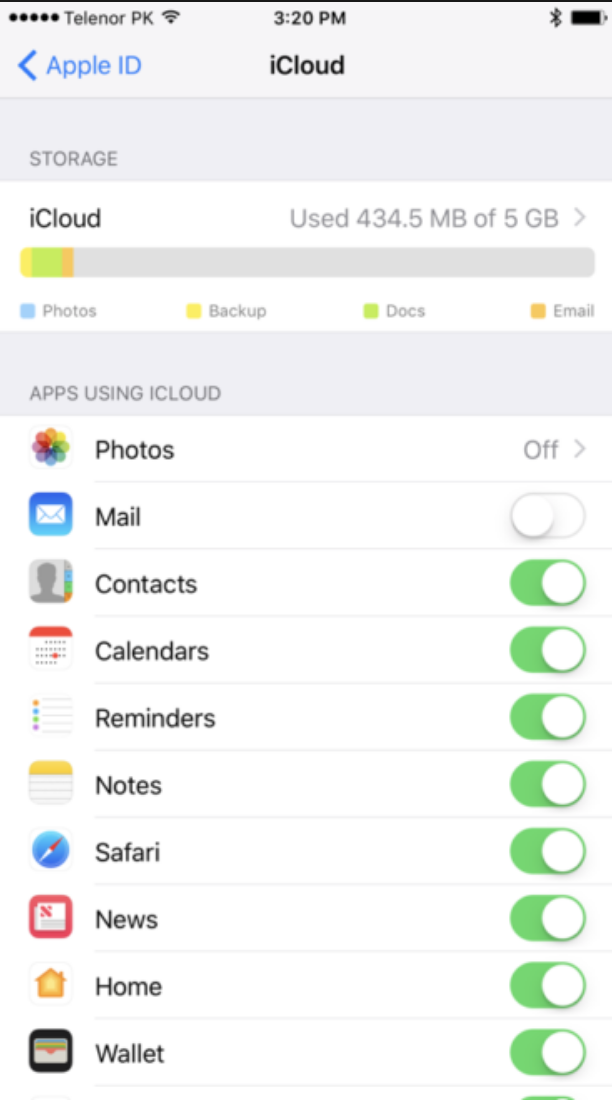 Telenor PK 3:20 PM
Apple ID iCloud
STORAGE
iCloud Used 434.5 MB of 5 GB
Photos Backup Docs Email
APPS USING ICLOUD
Photos Off
Mail
Contacts
Calendars
Reminders
Notes
Safari
News
Home
Wallet